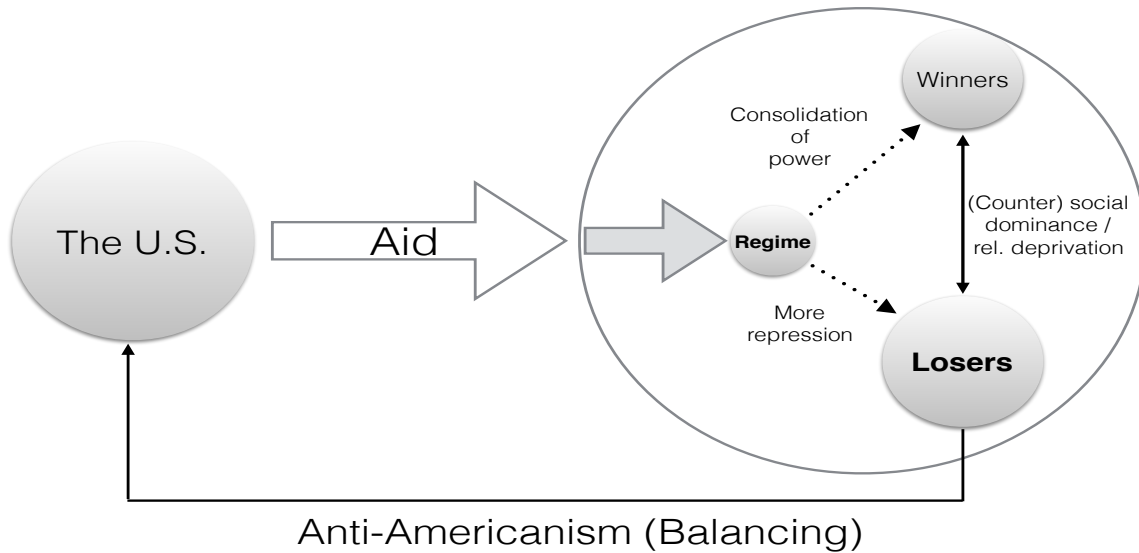 Winners
Consolidation
of
power
The U.S.
Aid
Regime
(Counter) social
dominance /
rel. deprivation
More
repression
Losers
Anti-Americanism (Balancing)